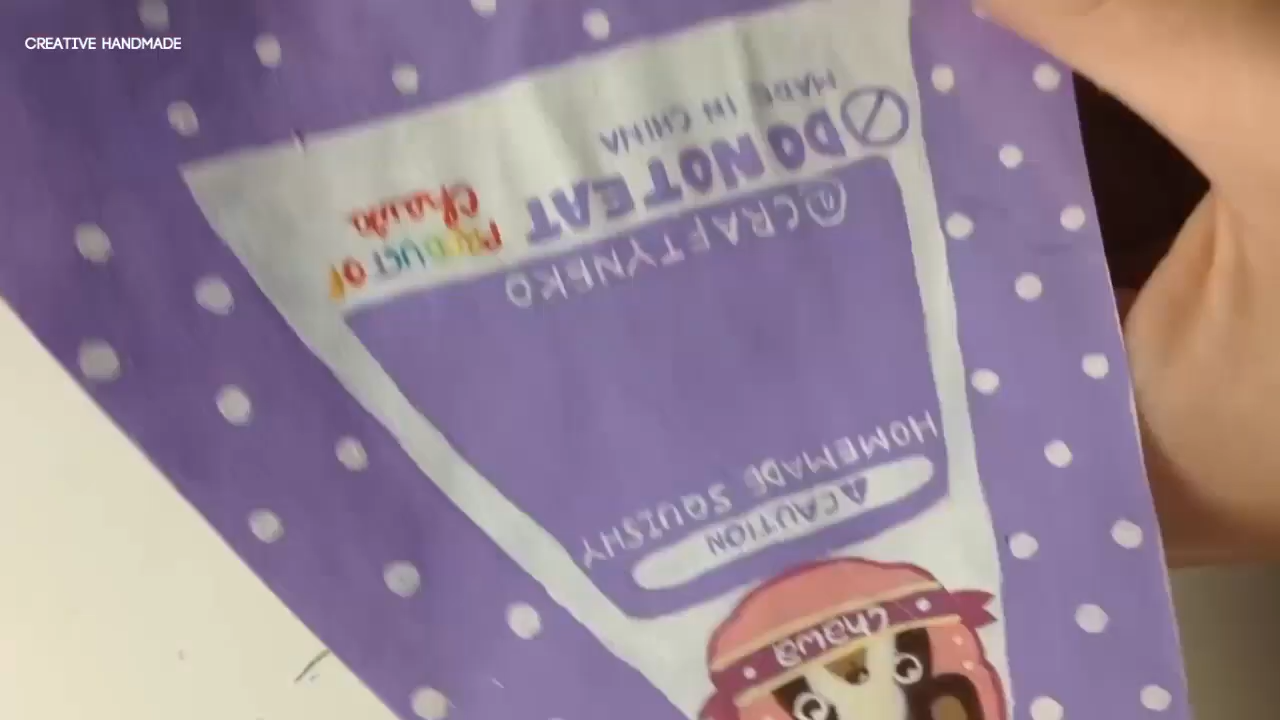 CREATIVE HANDMADE
Chawa
⚠CAUTION
HOMEMADE SQUISHY
@CRAFTYNEKO
DO NOT EAT
MADE IN CHINA
PRODUCT OF
Chawa